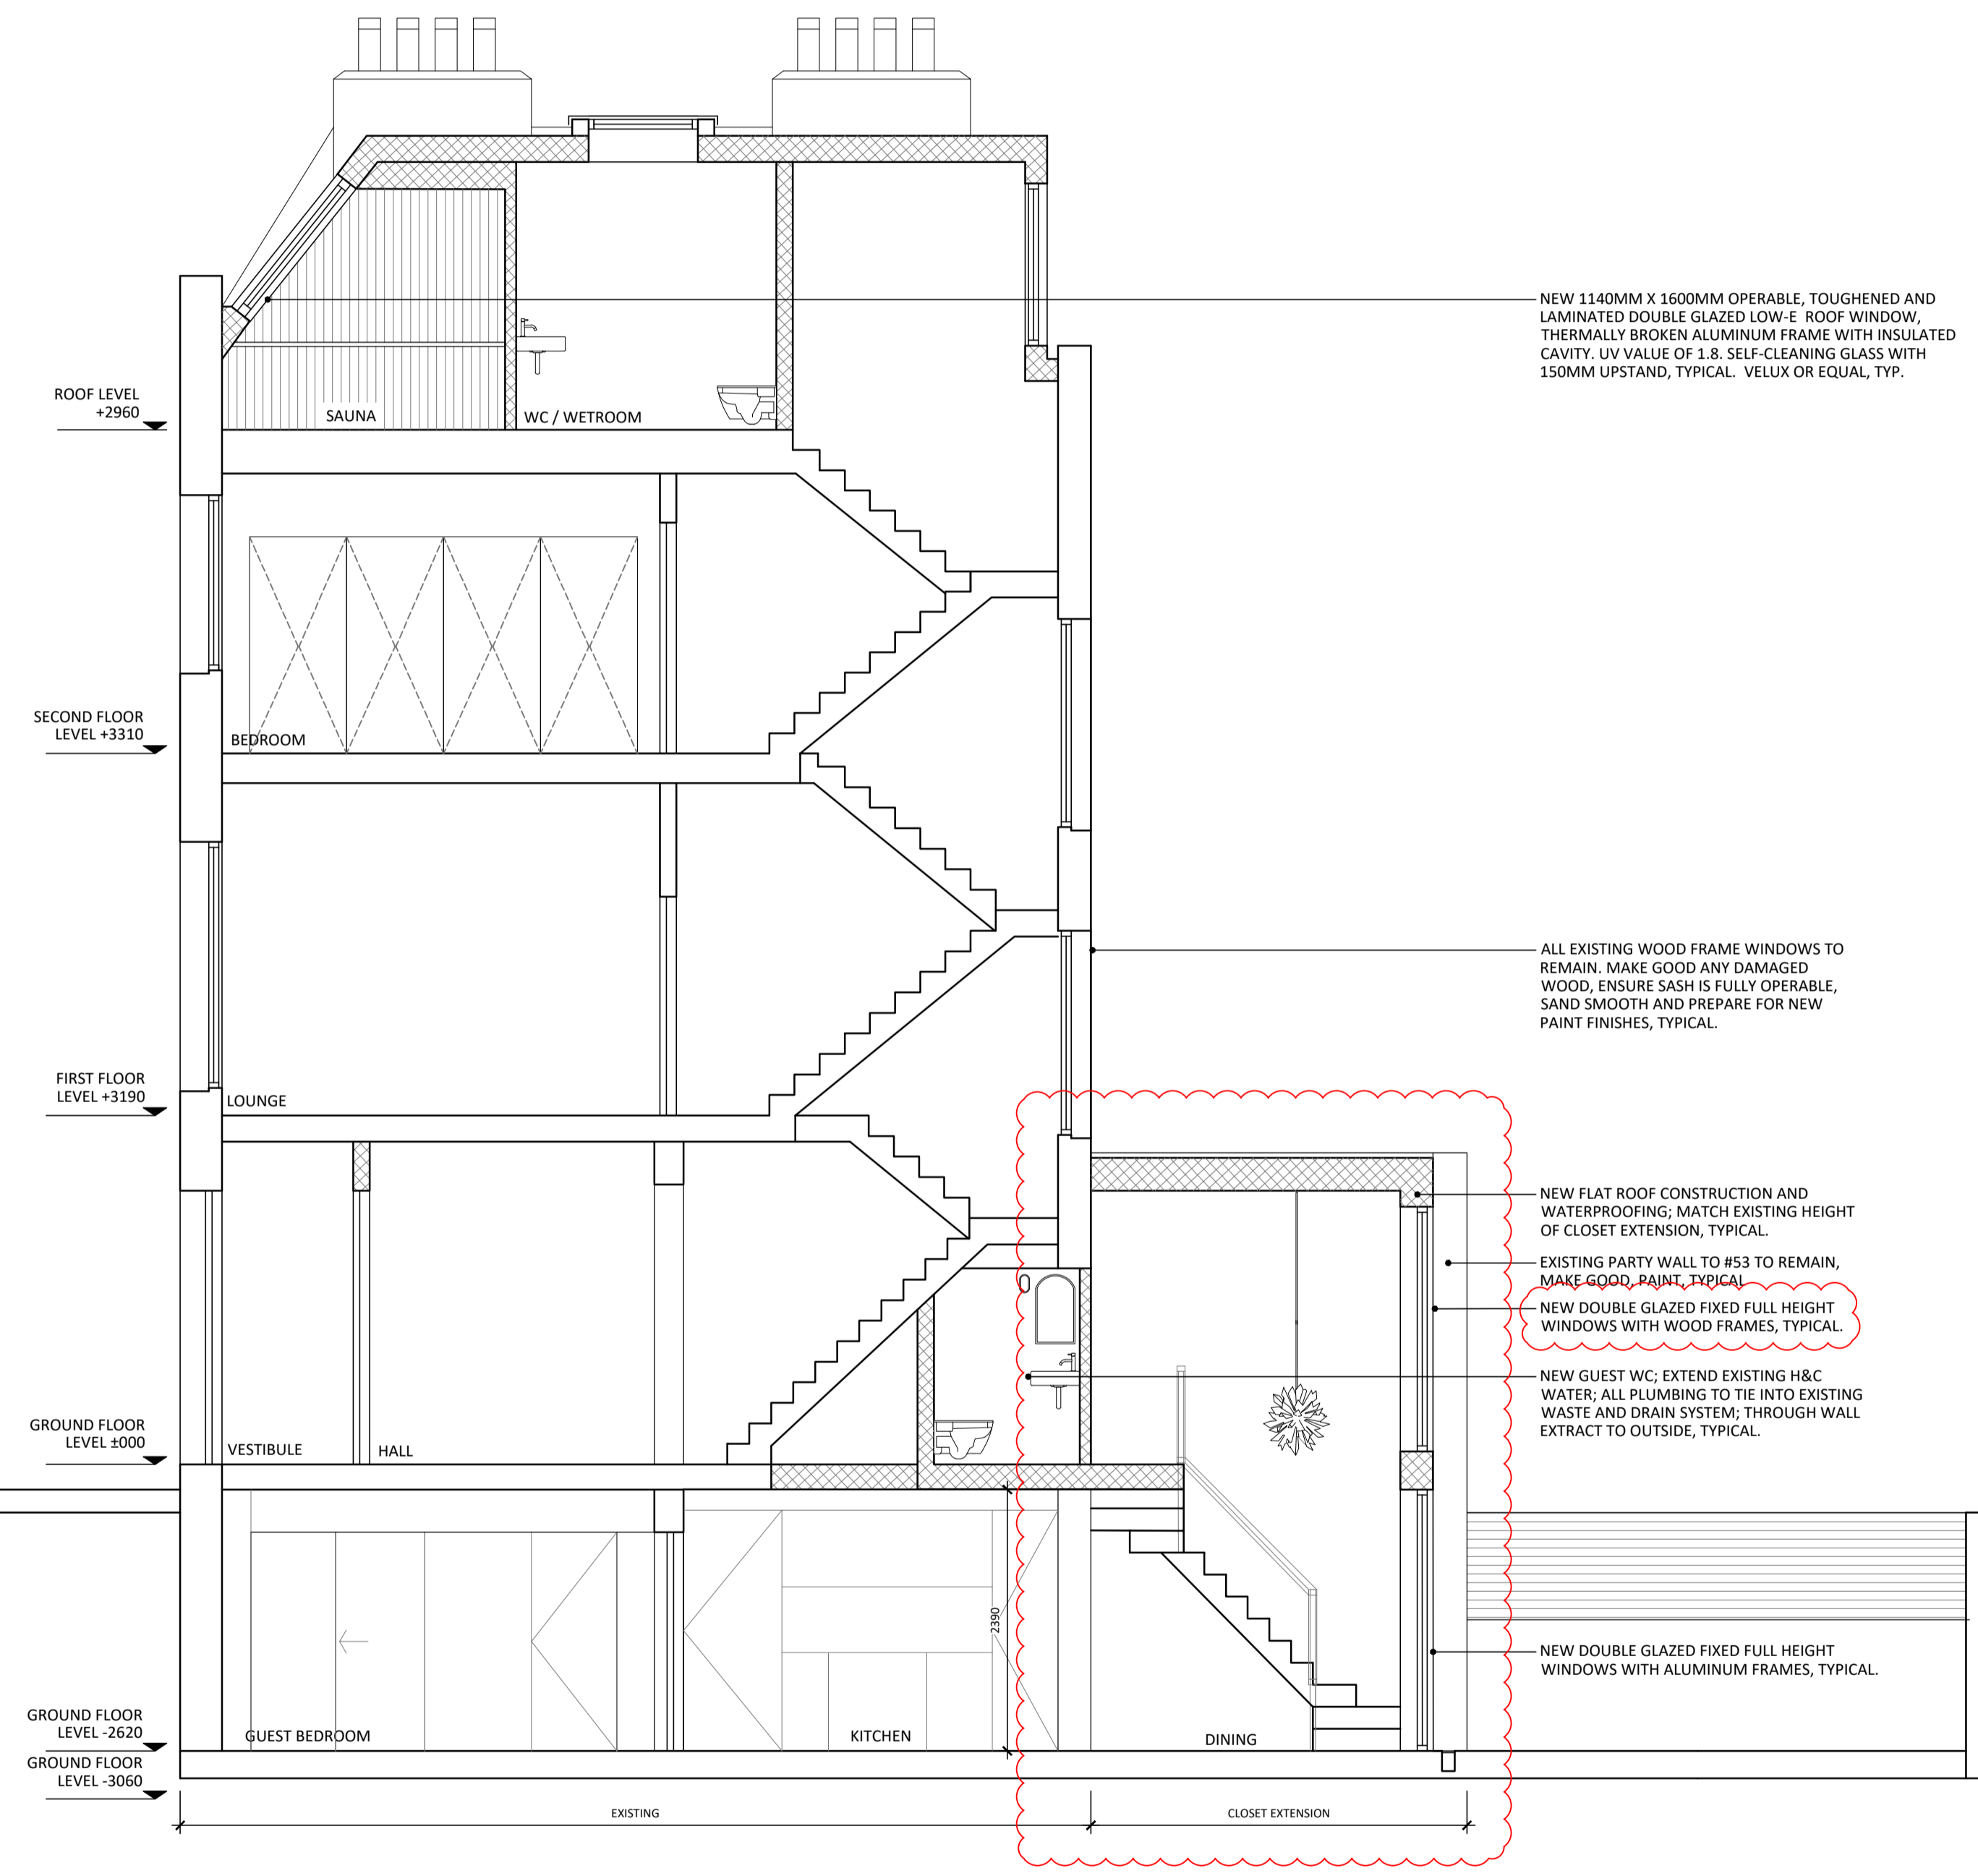 NEW 1140MM X 1600MM OPERABLE, TOUGHENED AND
LAMINATED DOUBLE GLAZED LOW-E ROOF WINDOW,
THERMALLY BROKEN ALUMINUM FRAME WITH INSULATED
CAVITY. UV VALUE OF 1.8. SELF-CLEANING GLASS WITH
150MM UPSTAND, TYPICAL. VELUX OR EQUAL, TYP.
ROOF LEVEL
+2960
SAUNA
WC / WETROOM
SECOND FLOOR
LEVEL +3310
BEDROOM
ALL EXISTING WOOD FRAME WINDOWS TO
REMAIN. MAKE GOOD ANY DAMAGED
WOOD, ENSURE SASH IS FULLY OPERABLE,
SAND SMOOTH AND PREPARE FOR NEW
PAINT FINISHES, TYPICAL.
FIRST FLOOR
LEVEL +3190
LOUNGE
NEW FLAT ROOF CONSTRUCTION AND
WATERPROOFING; MATCH EXISTING HEIGHT
OF CLOSET EXTENSION, TYPICAL.
EXISTING PARTY WALL TO #53 TO REMAIN,
MAKE GOOD, PAINT, TYPICAL
NEW DOUBLE GLAZED FIXED FULL HEIGHT
WINDOWS WITH WOOD FRAMES, TYPICAL.
NEW GUEST WC; EXTEND EXISTING H&C
WATER; ALL PLUMBING TO TIE INTO EXISTING
WASTE AND DRAIN SYSTEM; THROUGH WALL
EXTRACT TO OUTSIDE, TYPICAL.
GROUND FLOOR
LEVEL ±000
VESTIBULE
HALL
2390
NEW DOUBLE GLAZED FIXED FULL HEIGHT
WINDOWS WITH ALUMINUM FRAMES, TYPICAL.
GROUND FLOOR
LEVEL -2620
GUEST BEDROOM
KITCHEN
DINING
GROUND FLOOR
LEVEL -3060
EXISTING
CLOSET EXTENSION